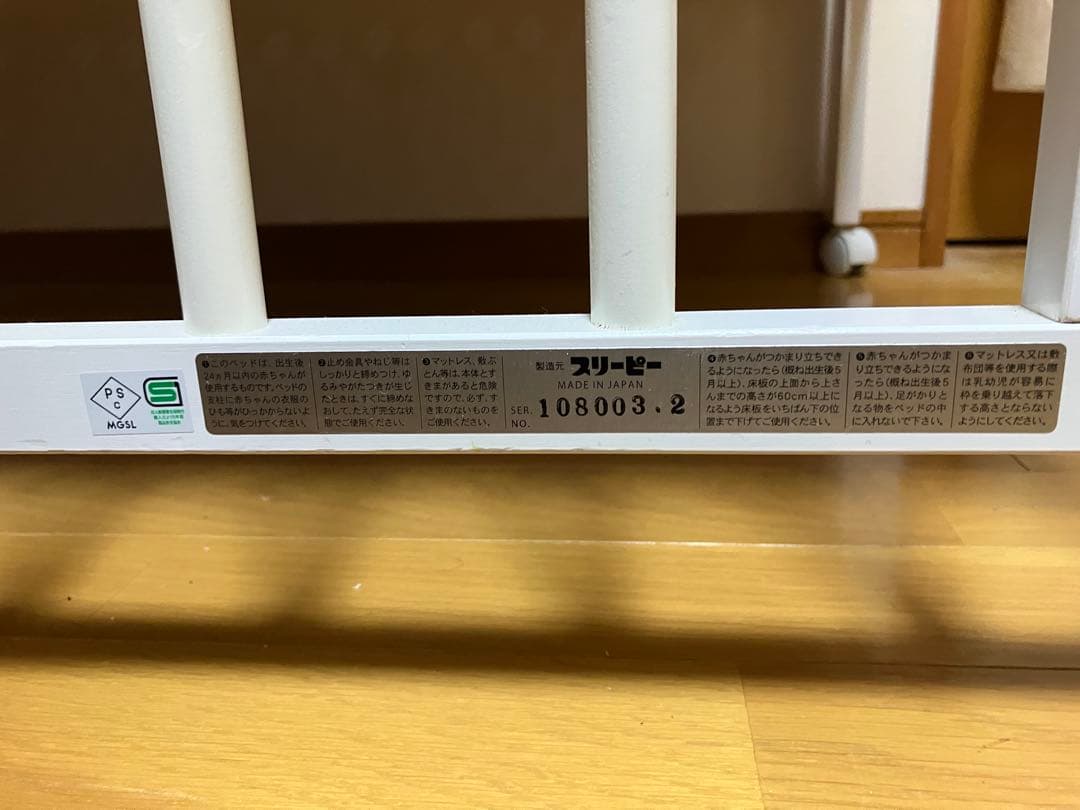 PS
C
MGSL
❶このベッドは、出生後
24ヵ月以内の赤ちゃんが
使用するものです。ベッドの
支柱に赤ちゃんの衣服の
ひも等がひっかからないよ
うに、気をつけてください。
❷止め金具やねじ等は
しっかりと締めつけ、ゆ
るみやがたつきが生じ
たときは、すぐに締めな
おして、たえず完全な状
態でご使用ください。
❸マットレス、敷ぶ
とん等は、本体とす
きまがあると危険
ですので、必ず、す
きまのないものを
ご使用ください。
製造元 スリーピー
MADE IN JAPAN
SER.
NO. 108003.2
❹赤ちゃんがつかまり立ちでき
るようになったら(概ね出生後5
月以上)、床板の上面から上さ
んまでの高さが60cm以上に
なるよう床板をいちばん下の位
置まで下げてご使用ください。
❺赤ちゃんがつかま
り立ちできるようにな
ったら(概ね出生後5
月以上)、足がかりと
なる物をベッドの中
に入れないで下さい。
❻マットレス又は敷
布団等を使用する際
は乳幼児が容易に
枠を乗り越えて落下
する高さとならない
ようにしてください。